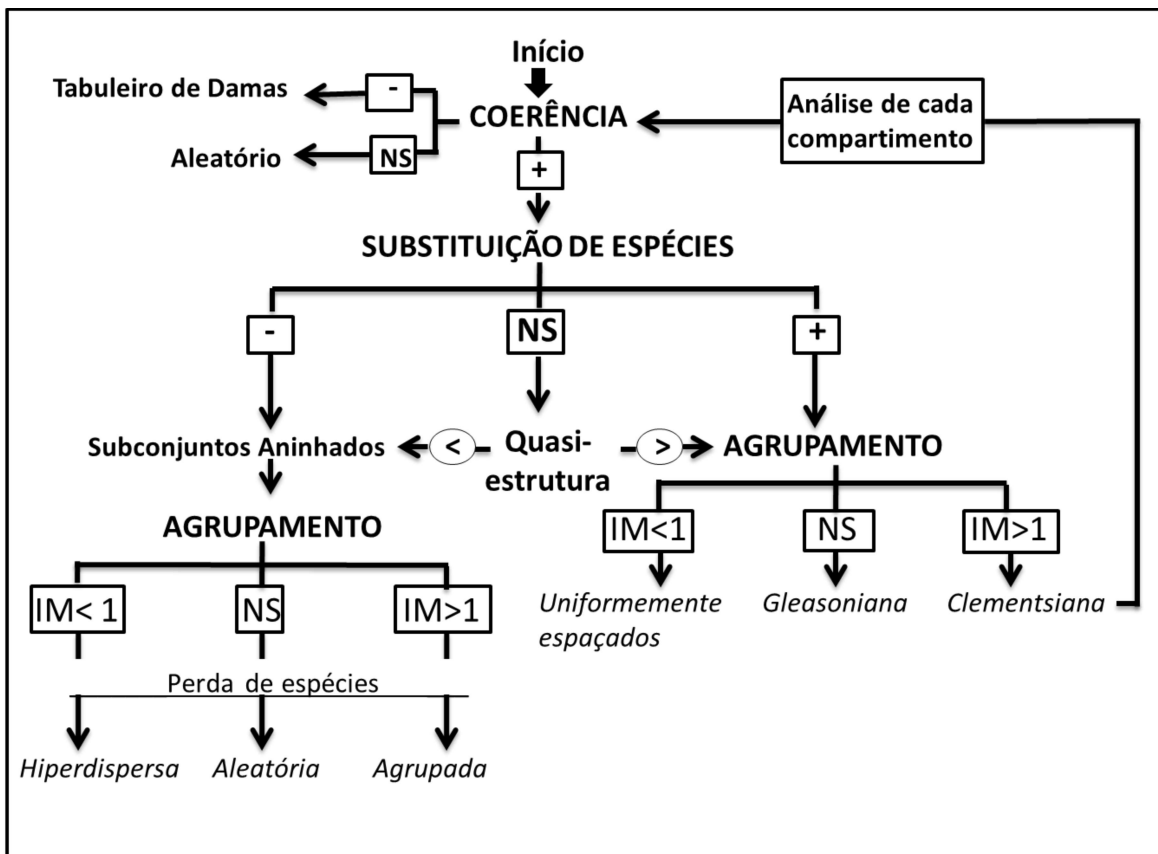 Início
Tabuleiro de Damas
-
COERÊNCIA
Análise de cada
compartimento
Aleatório
NS
+
SUBSTITUIÇÃO DE ESPÉCIES
-
NS
+
Subconjuntos Aninhados
<
Quasi-
estrutura
>
AGRUPAMENTO
AGRUPAMENTO
IM<1
NS
IM>1
IM< 1
NS
IM>1
Uniformemente
espaçados
Gleasoniana
Clementsiana
Perda de espécies
Hiperdispersa
Aleatória
Agrupada